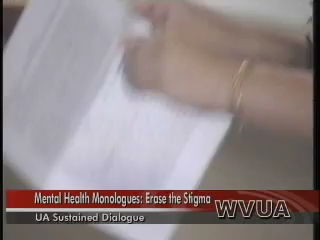 Mental Health Monologues: Erase the Stigma
UA Sustained Dialogue
WVUA